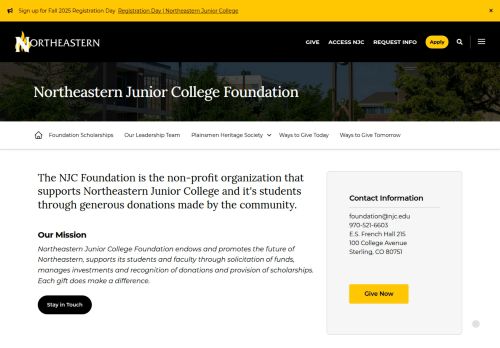 Sign up for Fall 2025 Registration Day Registration Day | Northeastern Junior College ×
NORTHEASTERN GIVE ACCESS NJC REQUEST INFO Apply
Northeastern Junior College Foundation
Foundation Scholarships Our Leadership Team Plainsmen Heritage Society Ways to Give Today Ways to Give Tomorrow
The NJC Foundation is the non-profit organization that
supports Northeastern Junior College and it's students
through generous donations made by the community.
Our Mission
Northeastern Junior College Foundation endows and promotes the future of
Northeastern, supports its students and faculty through solicitation of funds,
manages investments and recognition of donations and provision of scholarships.
Each gift does make a difference.
Stay in Touch
Contact Information
foundation@njc.edu
970-521-6603
E.S. French Hall 215
100 College Avenue
Sterling, CO 80751
Give Now